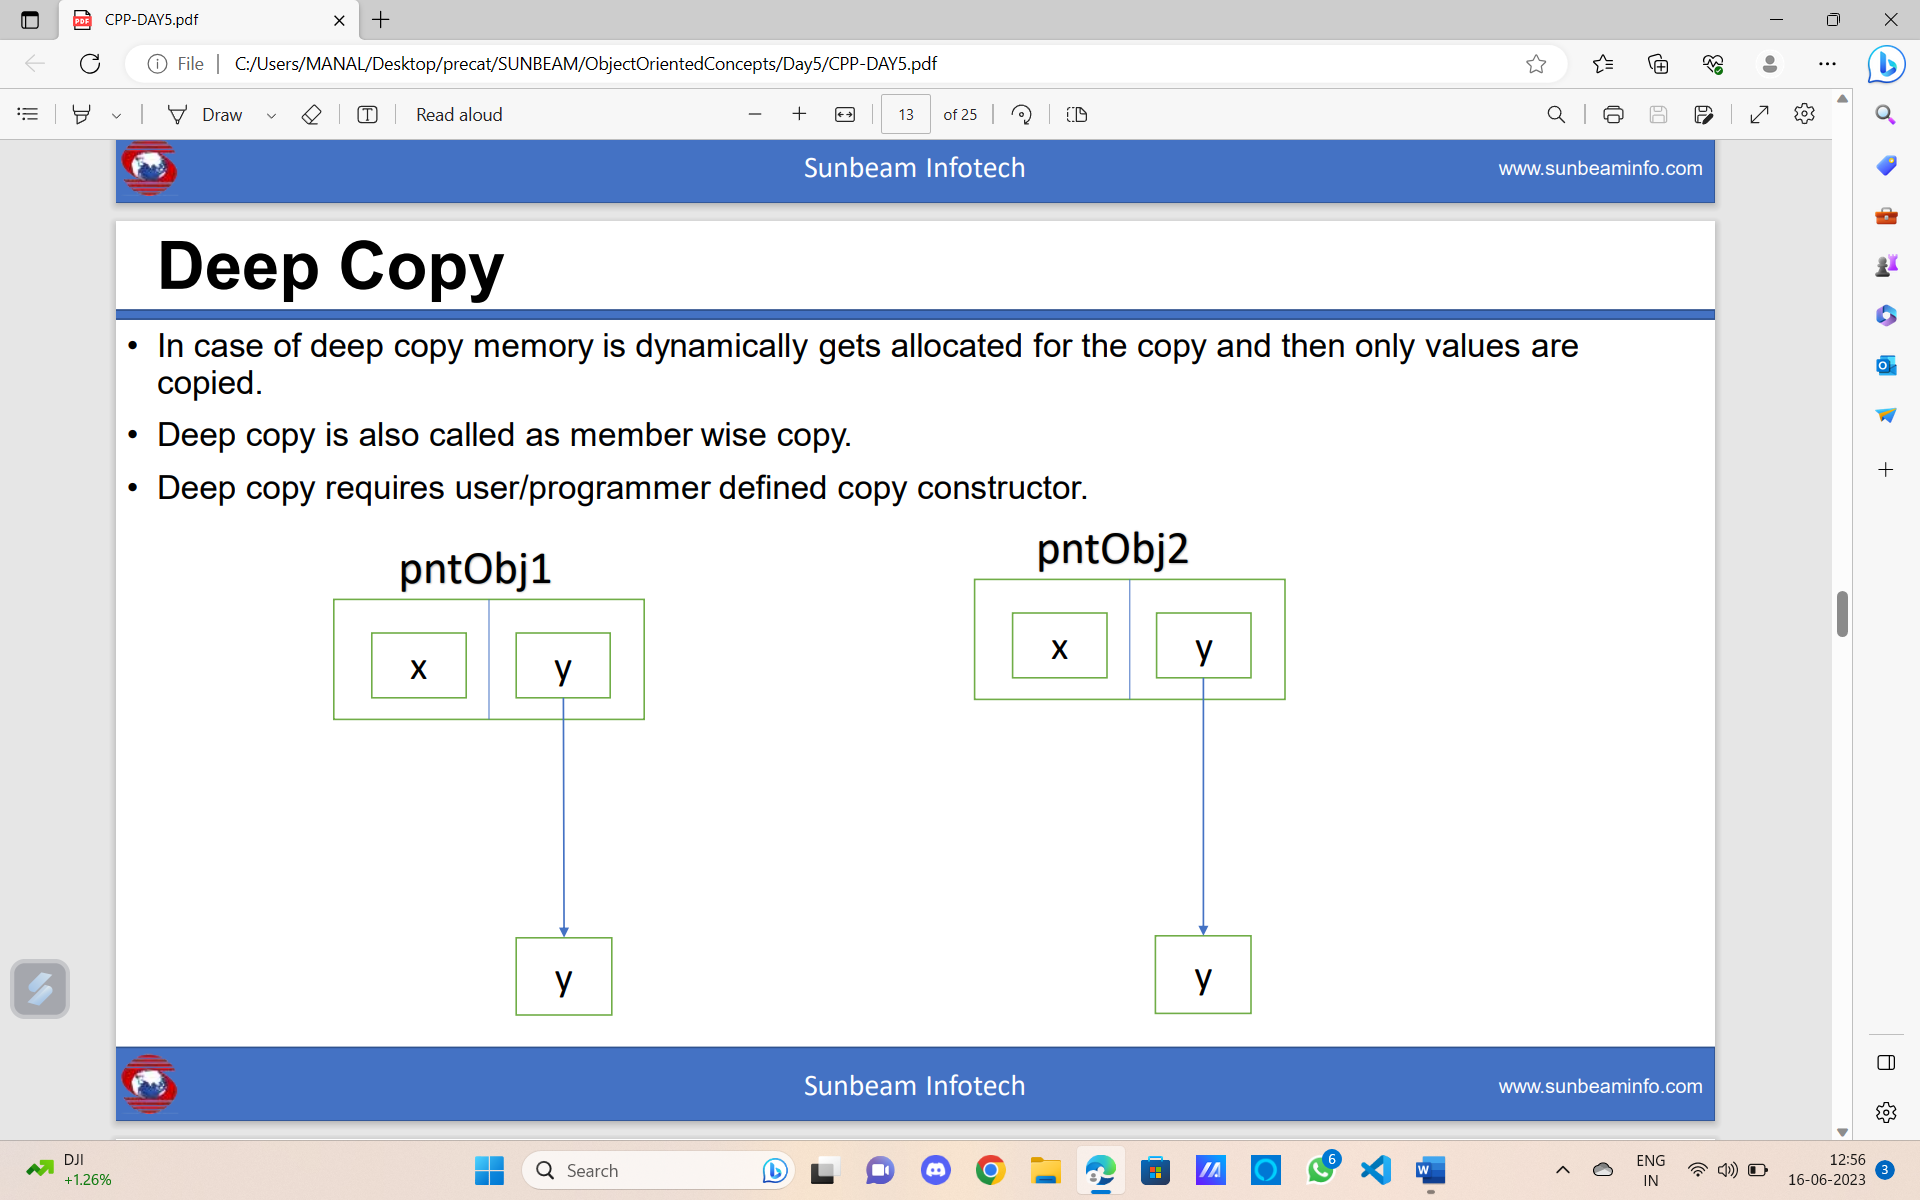 CPP-DAY5.pdf
File
C:/Users/MANAL/Desktop/precat/SUNBEAM/ObjectOrientedConcepts/Day5/CPP-DAY5.pdf
Draw
Read aloud
13 of 25
Sunbeam Infotech
www.sunbeaminfo.com
Deep Copy
• In case of deep copy memory is dynamically gets allocated for the copy and then only values are
copied.
• Deep copy is also called as member wise copy.
• Deep copy requires user/programmer defined copy constructor.
pntObj1
pntObj2
x
y
x
y
y
y
Sunbeam Infotech
www.sunbeaminfo.com
DJI
+1.26%
Search
6
ENG
IN
12:56
16-06-2023
3